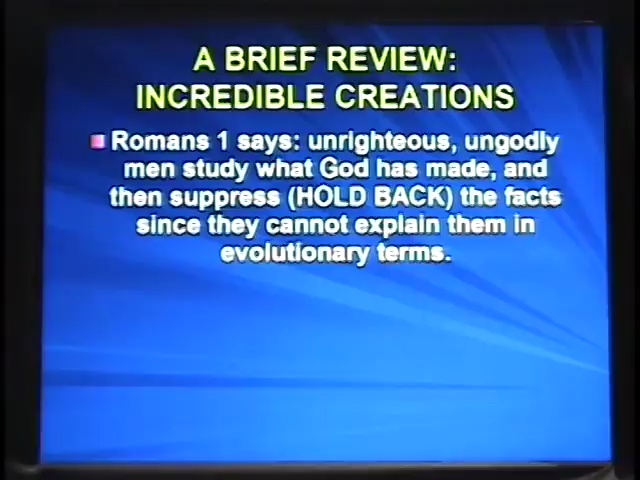 A BRIEF REVIEW:
INCREDIBLE CREATIONS
Romans 1 says: unrighteous, ungodly
men study what God has made, and
then suppress (HOLD BACK) the facts
since they cannot explain them in
evolutionary terms.